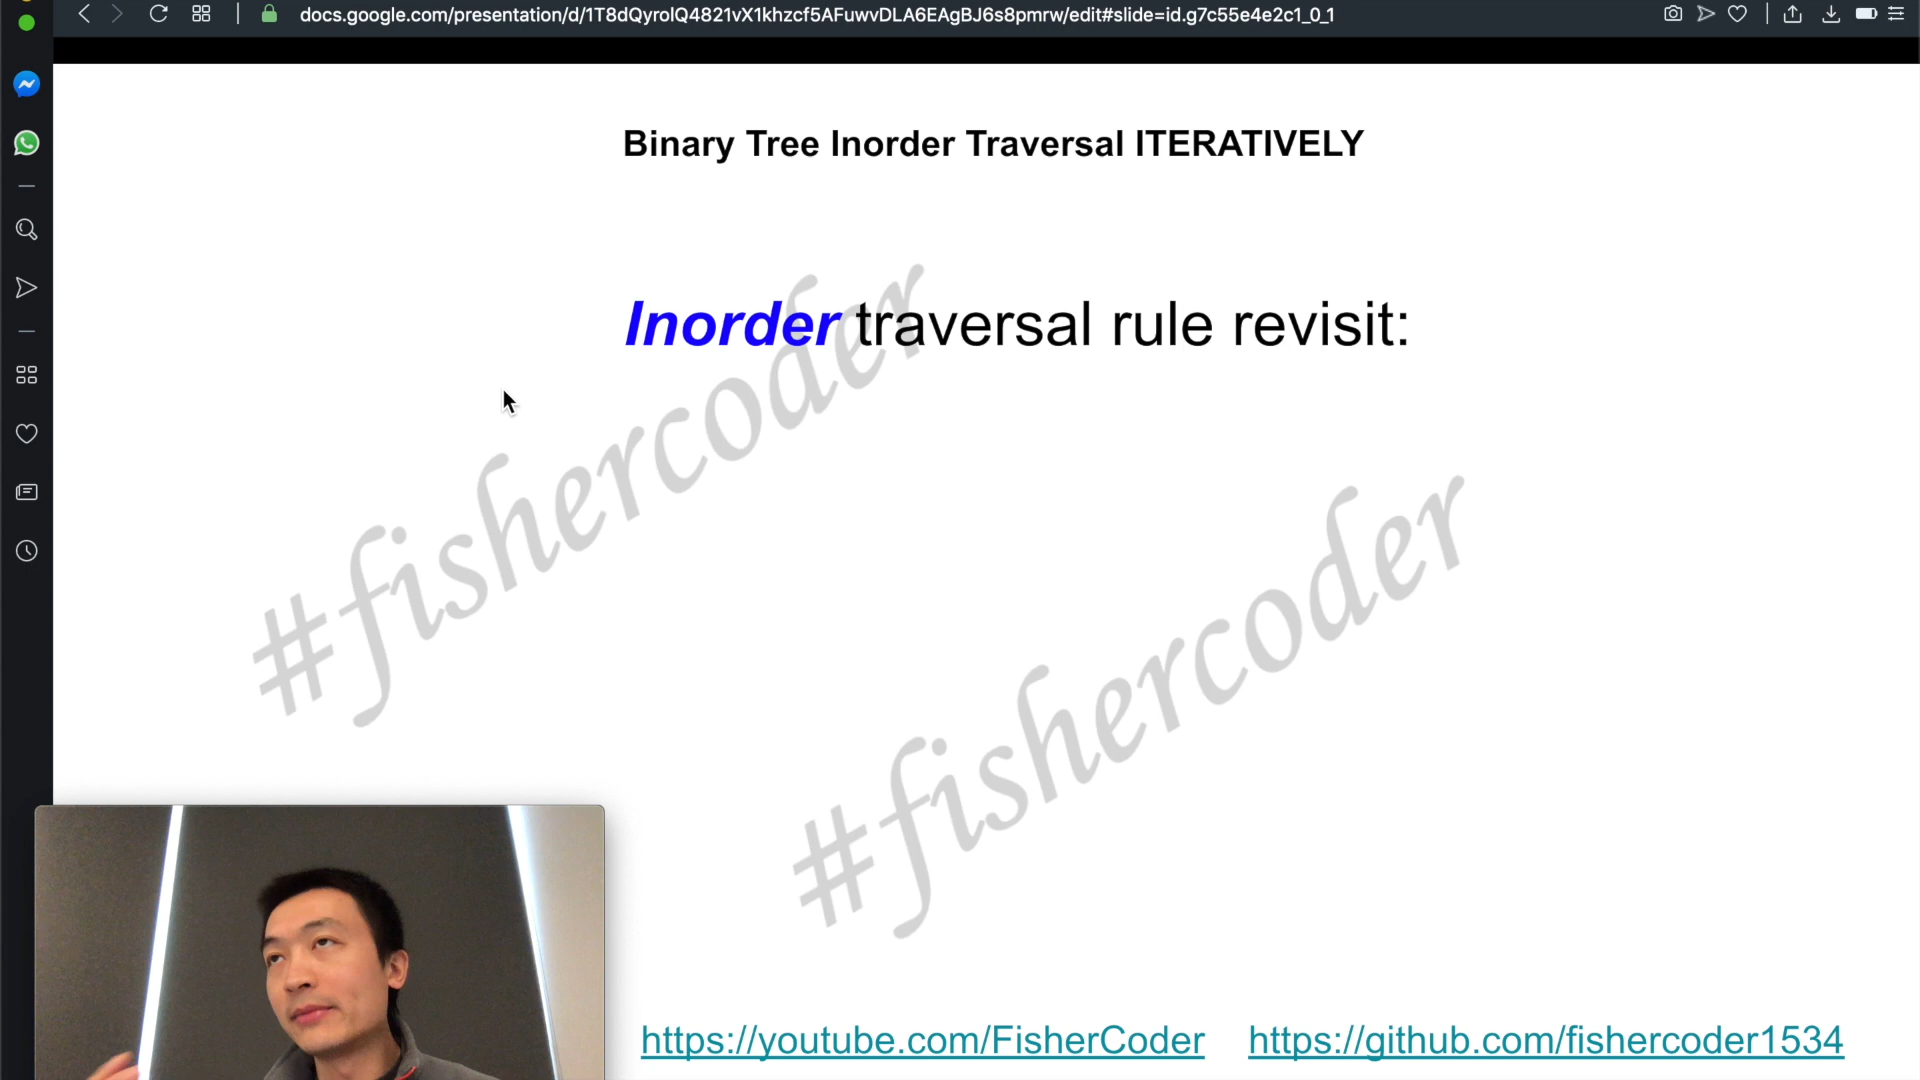 docs.google.com/presentation/d/1T8dQyrolQ4821vX1khzcf5AFuwvDLA6EAgBJ6s8pmrw/edit#slide=id.g7c55e4e2c1_0_1
Binary Tree Inorder Traversal ITERATIVELY
Inorder traversal rule revisit:
#fishercoder
#fishercoder
https://youtube.com/FisherCoder https://github.com/fishercoder1534